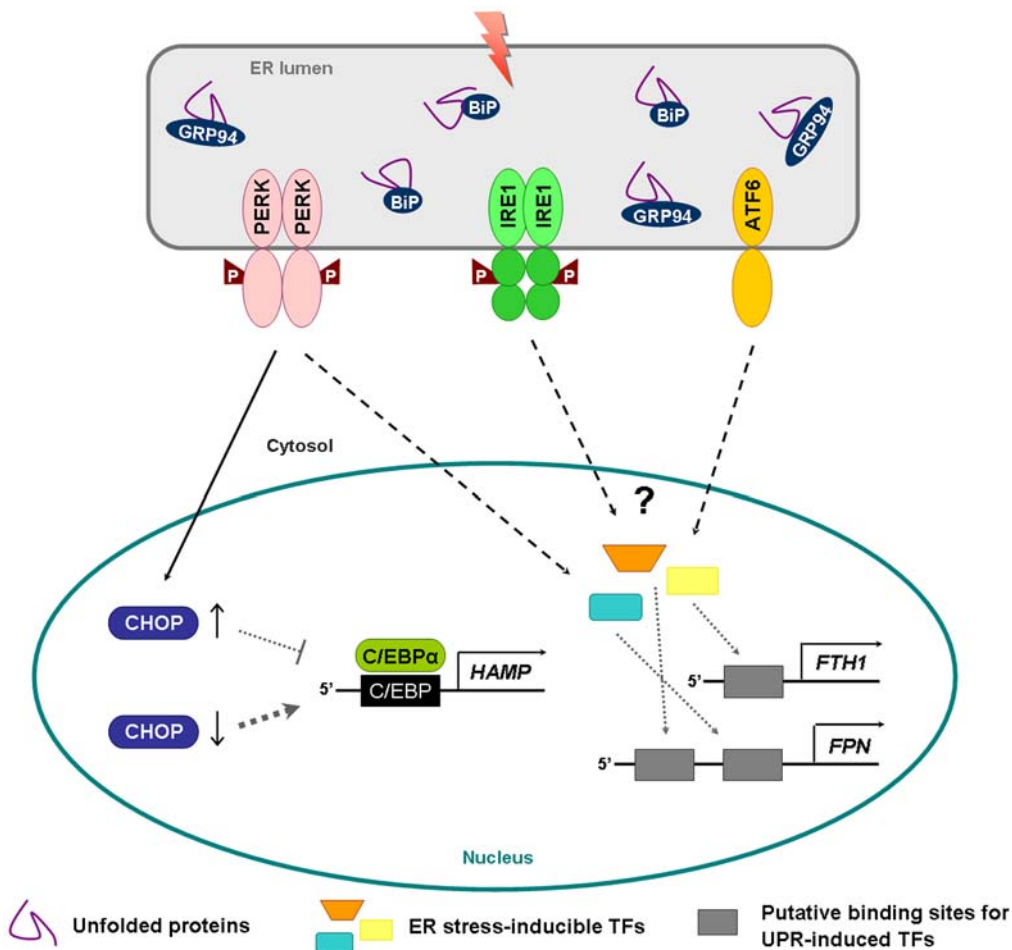 ER lumen
GRP94
BiP
BiP
GRP94
BiP
GRP94
PERK
PERK
IRE1
IRE1
ATF6
P
P
P
P
Cytosol
?
CHOP
C/EBPα
C/EBP
HAMP
5’
CHOP
FTH1
5’
FPN
5’
Nucleus
Unfolded proteins
ER stress-inducible TFs
Putative binding sites for
UPR-induced TFs